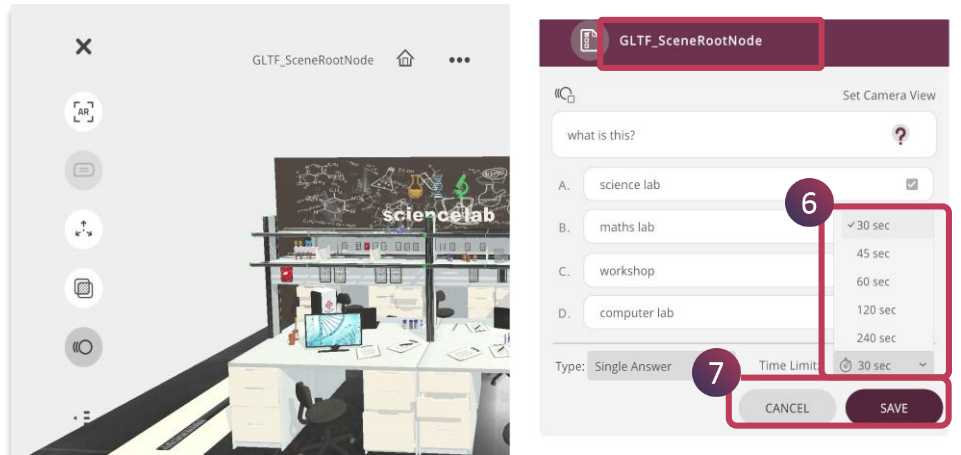 GLTF_SceneRootNode
AR
sciencelab
GLTF_SceneRootNode
Set Camera View
what is this?
?
A. science lab
B. maths lab
C. workshop
D. computer lab
6
✓30 sec
45 sec
60 sec
120 sec
240 sec
Type: Single Answer
7
Time Limit: 30 sec
CANCEL
SAVE